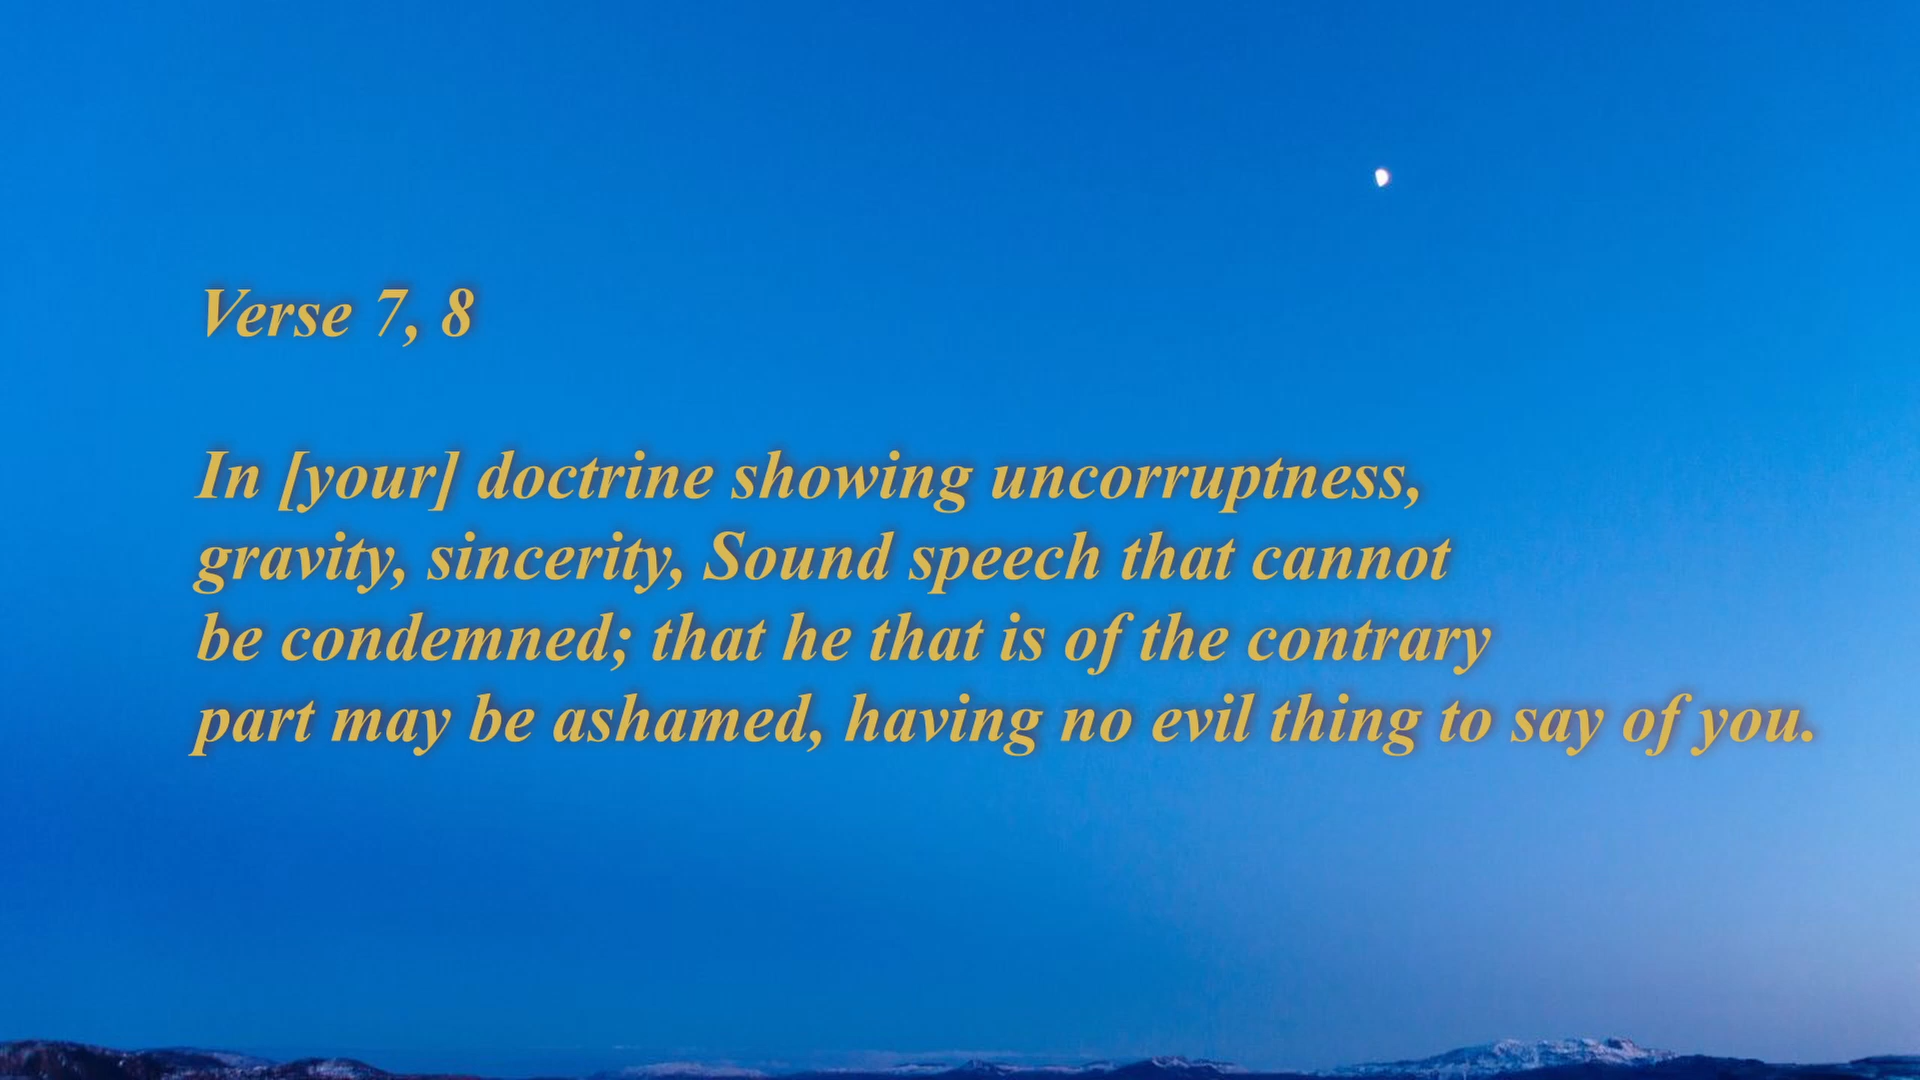 Verse 7, 8
In [your] doctrine showing uncorruptness,
gravity, sincerity, Sound speech that cannot
be condemned; that he that is of the contrary
part may be ashamed, having no evil thing to say of you.